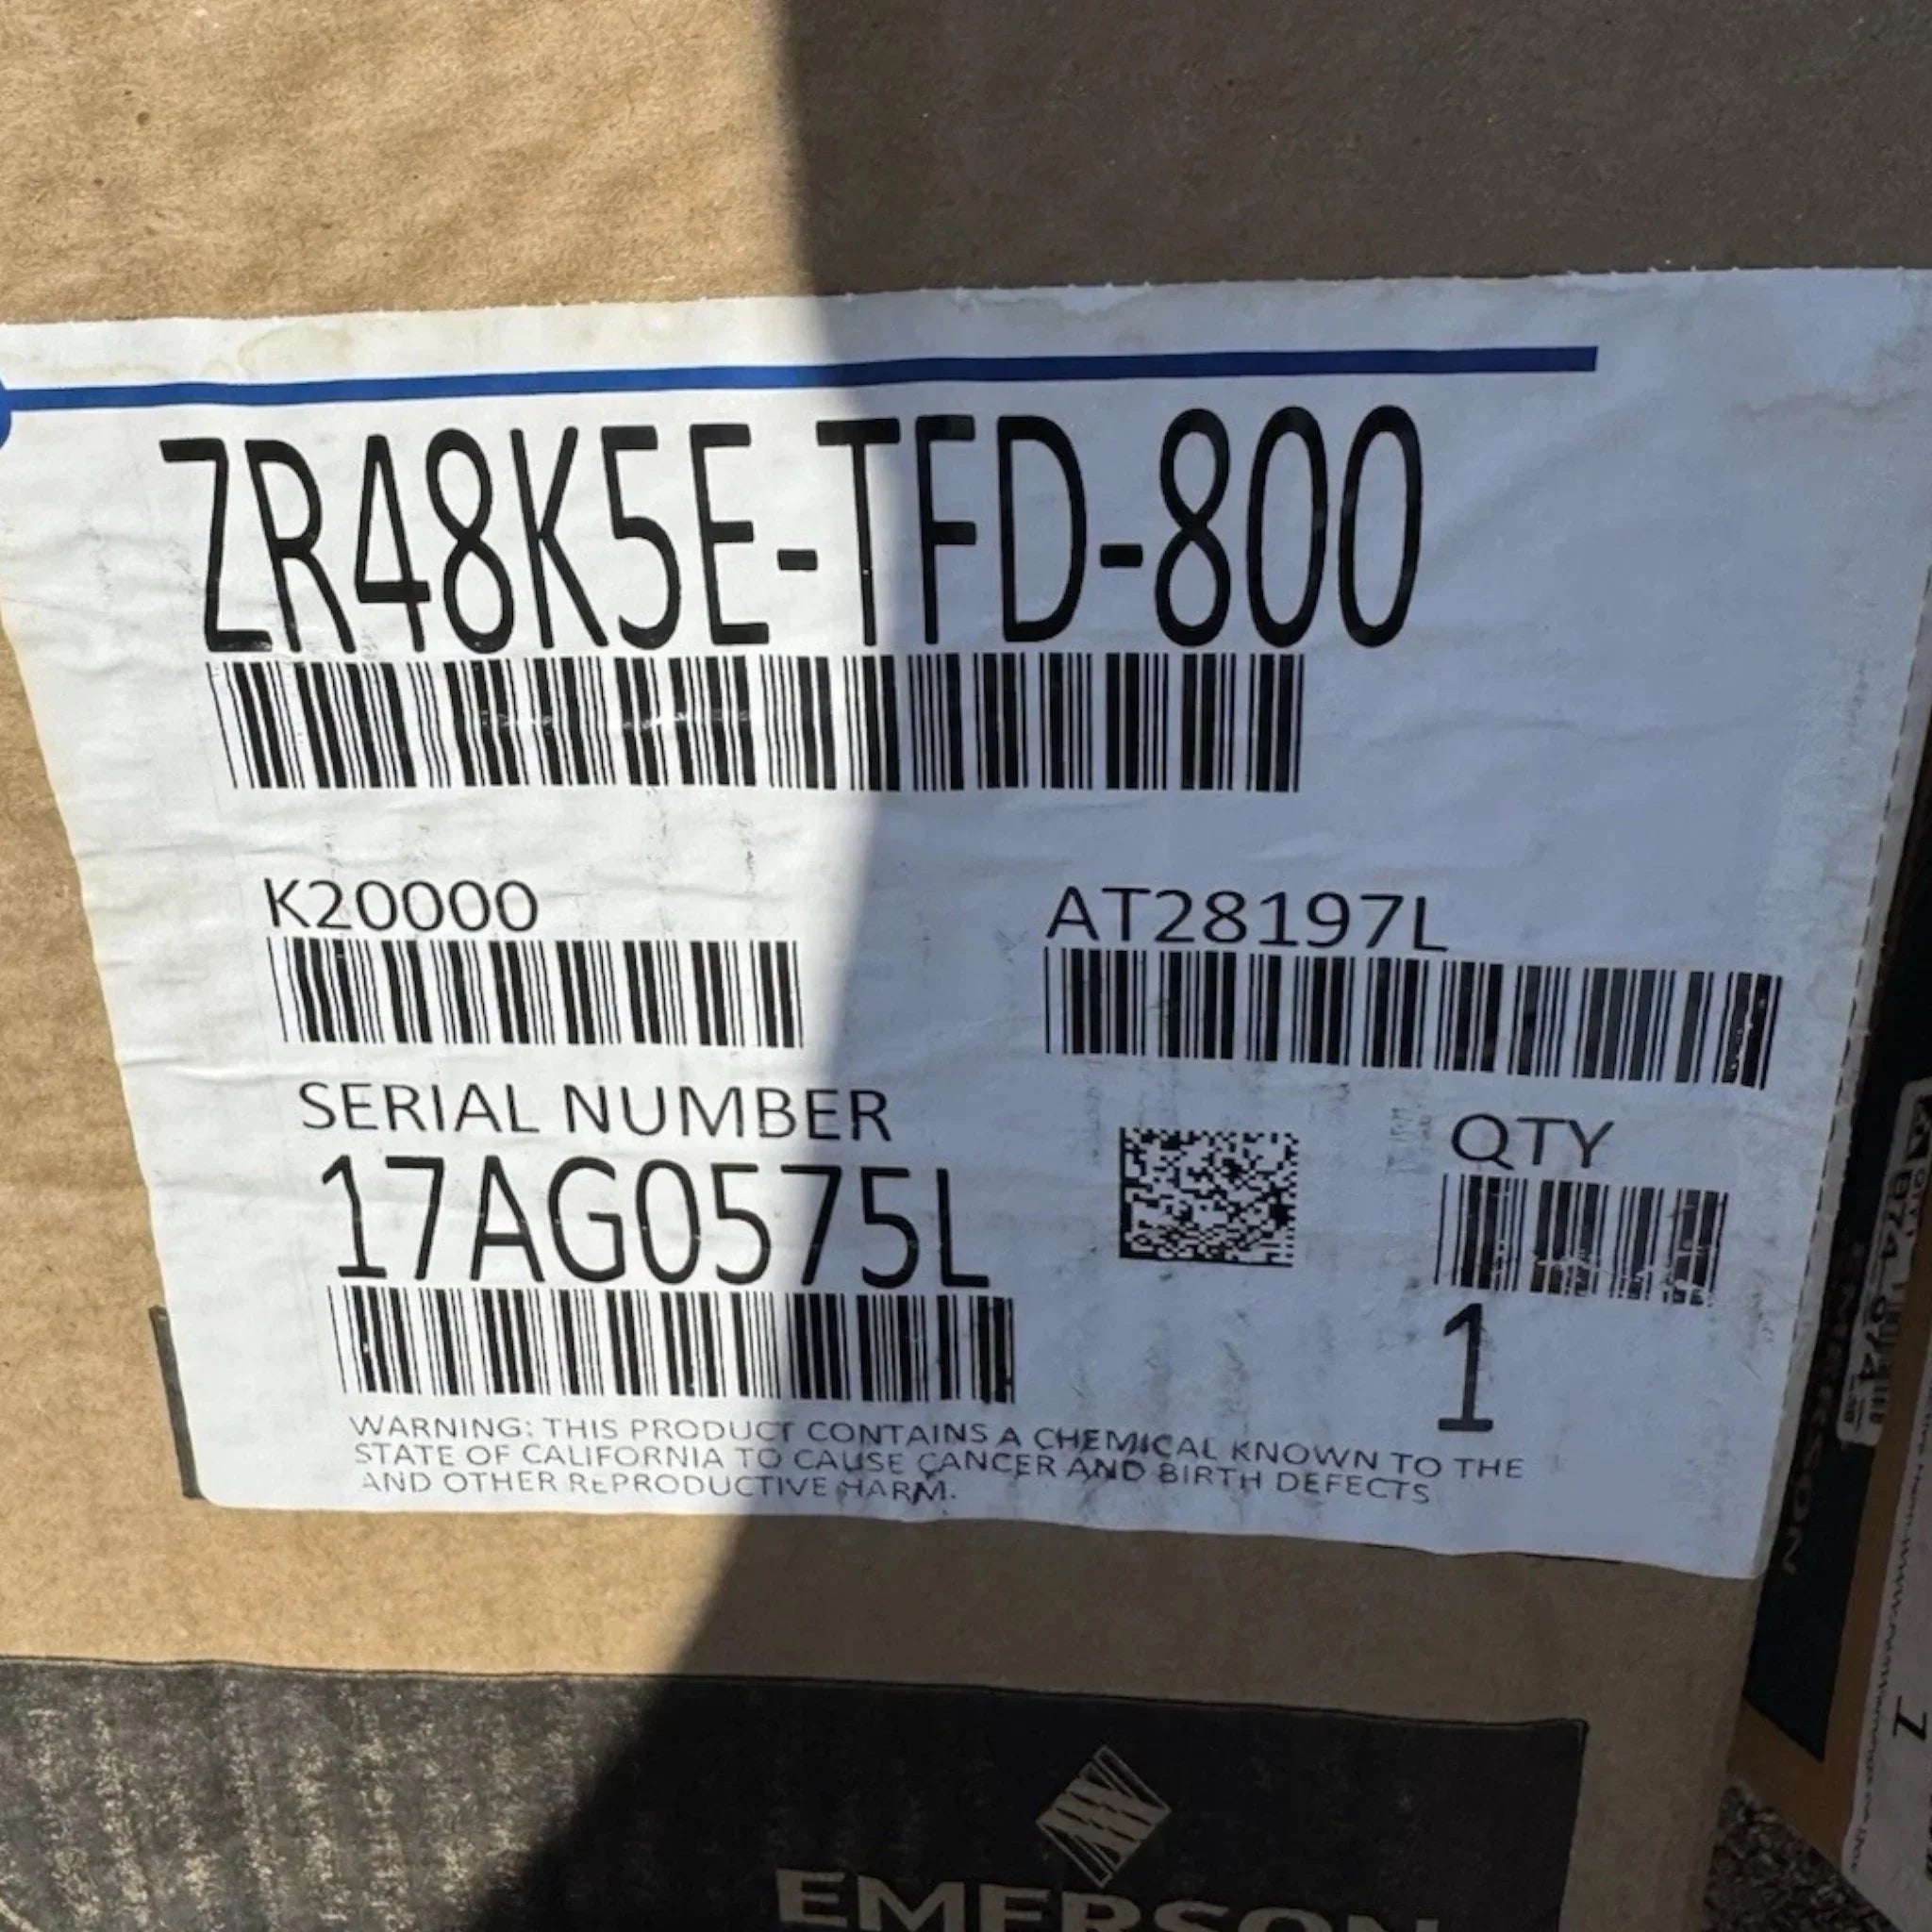 ZR48K5E-TFD-800
K20000
AT28197L
SERIAL NUMBER
17AG0575L
QTY
1
WARNING: THIS PRODUCT CONTAINS A CHEMICAL KNOWN TO THE
STATE OF CALIFORNIA TO CAUSE CANCER AND BIRTH DEFECTS
AND OTHER REPRODUCTIVE HARM.
EMERSON
EMERSON